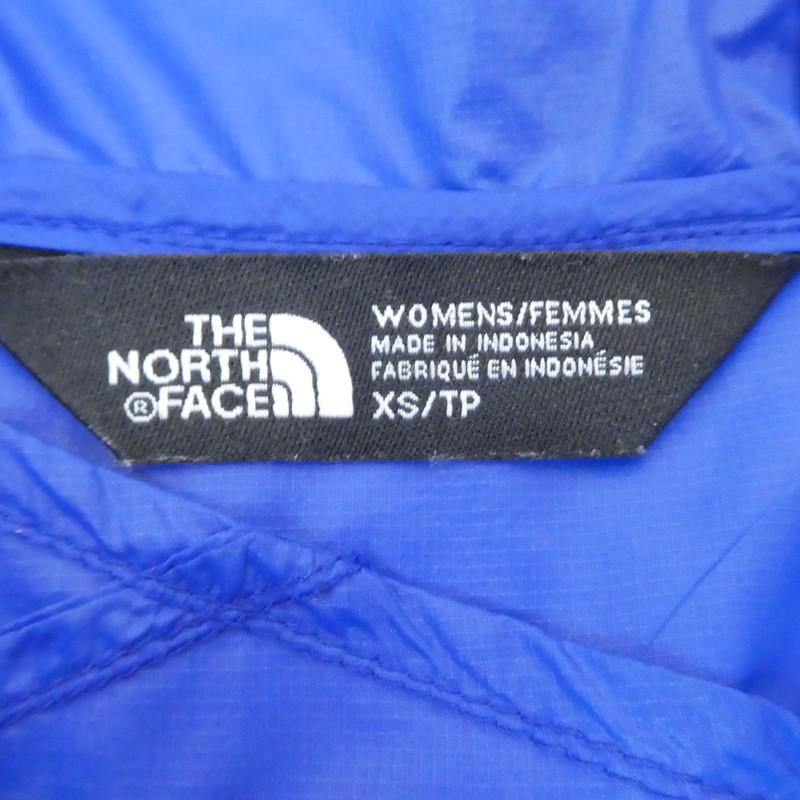 THE
NORTH
®FACE
WOMENS/FEMMES
MADE IN INDONESIA
FABRIQUÉ EN INDONÉSIE
XS/TP